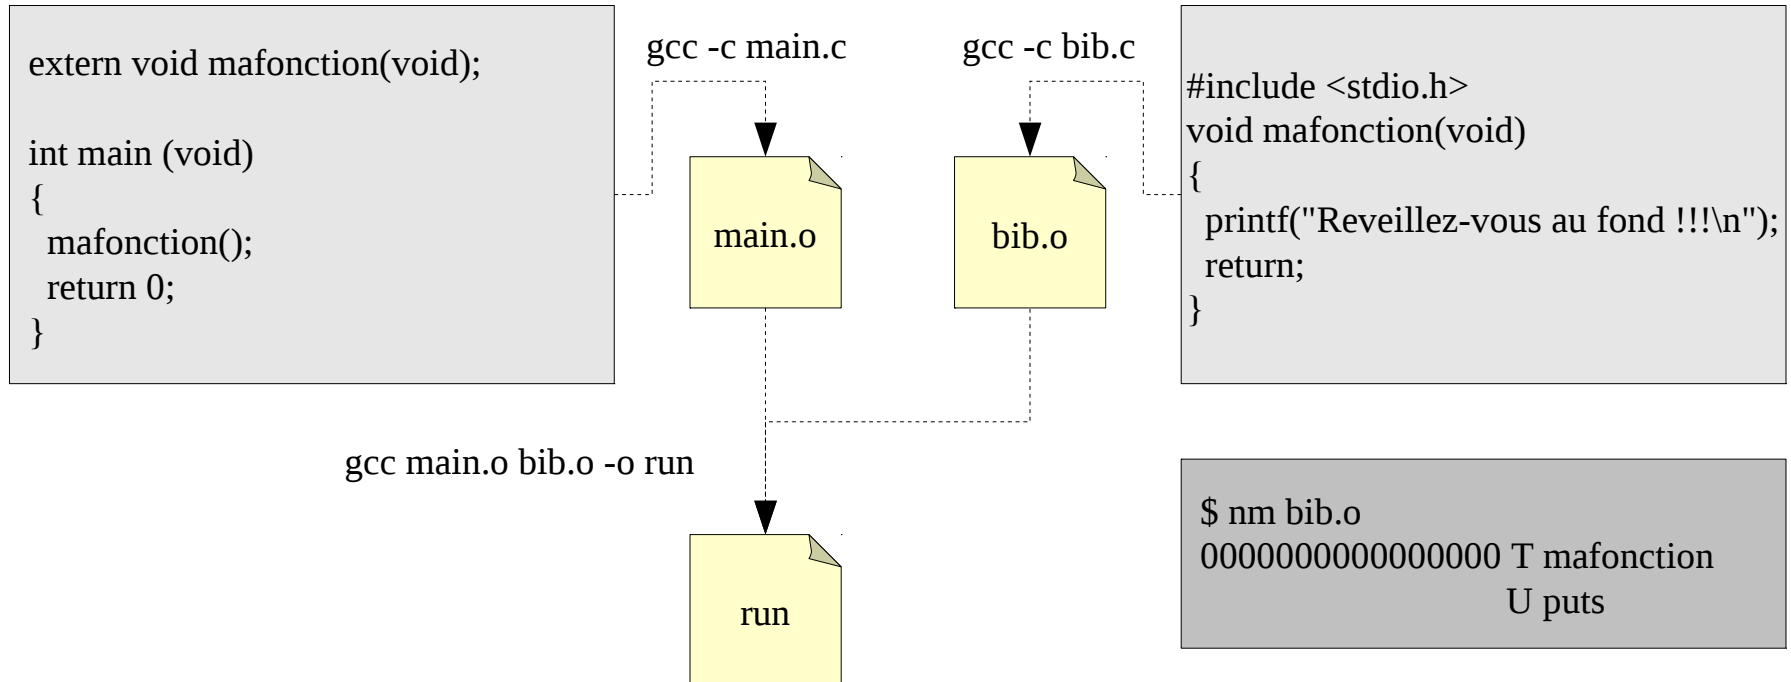 extern void mafonction(void);
int main (void)
{
mafonction();
return 0;
}
gcc -c main.c
main.o
gcc -c bib.c
bib.o
#include <stdio.h>
void mafonction(void)
{
printf("Reveillez-vous au fond !!!\n");
return;
}
gcc main.o bib.o -o run
run
$ nm bib.o
0000000000000000 T mafonction
U puts